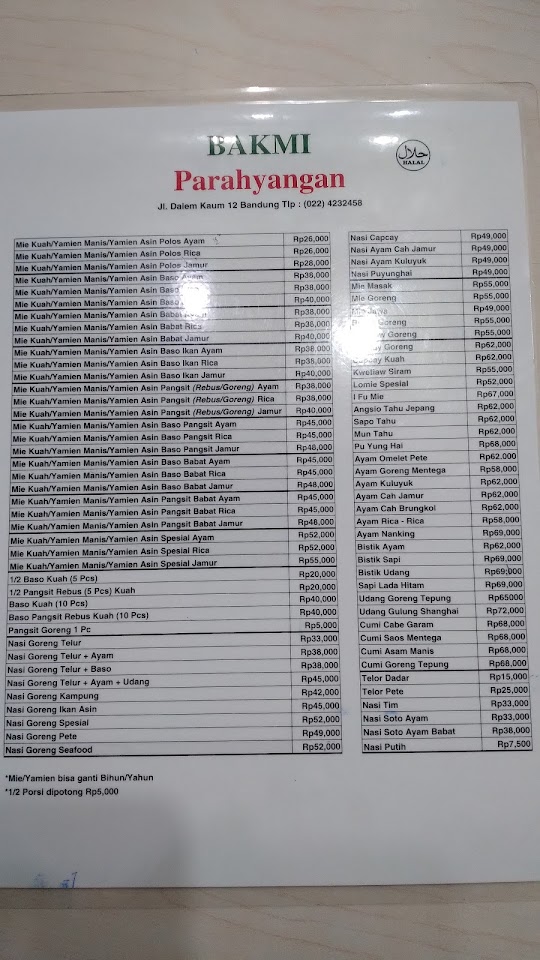 BAKMI
Parahyangan
حلال
HALAL
Jl. Dalem Kaum 12 Bandung Tlp : (022) 4232458
Mie Kuah/Yamien Manis/Yamien Asin Polos Ayam Rp26,000
Mie Kuah/Yamien Manis/Yamien Asin Polos Rica Rp26,000
Mie Kuah/Yamien Manis/Yamien Asin Polos Jamur Rp28,000
Mie Kuah/Yamien Manis/Yamien Asin Baso Ayam Rp38,000
Mie Kuah/Yamien Manis/Yamien Asin Baso Rp38,000
Mie Kuah/Yamien Manis/Yamien Asin Baso Rp40,000
Mie Kuah/Yamien Manis/Yamien Asin Babat Rp38,000
Mie Kuah/Yamien Manis/Yamien Asin Babat Rica Rp38,000
Mie Kuah/Yamien Manis/Yamien Asin Babat Jamur Rp40,000
Mie Kuah/Yamien Manis/Yamien Asin Baso Ikan Ayam Rp38,000
Mie Kuah/Yamien Manis/Yamien Asin Baso Ikan Rica Rp38,000
Mie Kuah/Yamien Manis/Yamien Asin Baso Ikan Jamur Rp40,000
Mie Kuah/Yamien Manis/Yamien Asin Pangsit (Rebus/Goreng) Ayam Rp38,000
Mie Kuah/Yamien Manis/Yamien Asin Pangsit (Rebus/Goreng) Rica Rp38,000
Mie Kuah/Yamien Manis/Yamien Asin Pangsit (Rebus/Goreng) Jamur Rp40,000
Mie Kuah/Yamien Manis/Yamien Asin Baso Pangsit Ayam Rp45,000
Mie Kuah/Yamien Manis/Yamien Asin Baso Pangsit Rica Rp45,000
Mie Kuah/Yamien Manis/Yamien Asin Baso Pangsit Jamur Rp48,000
Mie Kuah/Yamien Manis/Yamien Asin Baso Babat Ayam Rp45,000
Mie Kuah/Yamien Manis/Yamien Asin Baso Babat Rica Rp45,000
Mie Kuah/Yamien Manis/Yamien Asin Baso Babat Jamur Rp48,000
Mie Kuah/Yamien Manis/Yamien Asin Pangsit Babat Ayam Rp45,000
Mie Kuah/Yamien Manis/Yamien Asin Pangsit Babat Rica Rp45,000
Mie Kuah/Yamien Manis/Yamien Asin Pangsit Babat Jamur Rp48,000
Mie Kuah/Yamien Manis/Yamien Asin Spesial Ayam Rp52,000
Mie Kuah/Yamien Manis/Yamien Asin Spesial Rica Rp52,000
Mie Kuah/Yamien Manis/Yamien Asin Spesial Jamur Rp55,000
1/2 Baso Kuah (5 Pcs) Rp20,000
1/2 Pangsit Rebus (5 Pcs) Kuah Rp20,000
Baso Kuah (10 Pcs) Rp40,000
Baso Pangsit Rebus Kuah (10 Pcs) Rp40,000
Pangsit Goreng 1 Pc Rp5,000
Nasi Goreng Telur Rp33,000
Nasi Goreng Telur + Ayam Rp38,000
Nasi Goreng Telur + Baso Rp38,000
Nasi Goreng Telur + Ayam + Udang Rp45,000
Nasi Goreng Kampung Rp42,000
Nasi Goreng Ikan Asin Rp45,000
Nasi Goreng Spesial Rp52,000
Nasi Goreng Pete Rp49,000
Nasi Goreng Seafood Rp52,000
Nasi Capcay Rp49,000
Nasi Ayam Cah Jamur Rp49,000
Nasi Ayam Kuluyuk Rp49,000
Nasi Puyunghai Rp49,000
Mie Masak Rp55,000
Mie Goreng Rp55,000
Mie Rp49,000
Goreng Rp55,000
Goreng Rp55,000
Goreng Rp62,000
Capcay Kuah Rp62,000
Kwetiaw Siram Rp55,000
Lomie Spesial Rp52,000
I Fu Mie Rp67,000
Angsio Tahu Jepang Rp62,000
Sapo Tahu Rp62,000
Mun Tahu Rp62,000
Pu Yung Hai Rp68,000
Ayam Omelet Pete Rp62,000
Ayam Goreng Mentega Rp58,000
Ayam Kuluyuk Rp62,000
Ayam Cah Jamur Rp62,000
Ayam Cah Brungkol Rp62,000
Ayam Rica - Rica Rp58,000
Ayam Nanking Rp69,000
Bistik Ayam Rp62,000
Bistik Sapi Rp69,000
Bistik Udang Rp69,000
Sapi Lada Hitam Rp69,000
Udang Goreng Tepung Rp65000
Udang Gulung Shanghai Rp72,000
Cumi Cabe Garam Rp68,000
Cumi Saos Mentega Rp68,000
Cumi Asam Manis Rp68,000
Cumi Goreng Tepung Rp68,000
Telor Dadar Rp15,000
Telor Pete Rp25,000
Nasi Tim Rp33,000
Nasi Soto Ayam Rp33,000
Nasi Soto Ayam Babat Rp38,000
Nasi Putih Rp7,500
*Mie/Yamien bisa ganti Bihun/Yahun
*1/2 Porsi dipotong Rp5,000